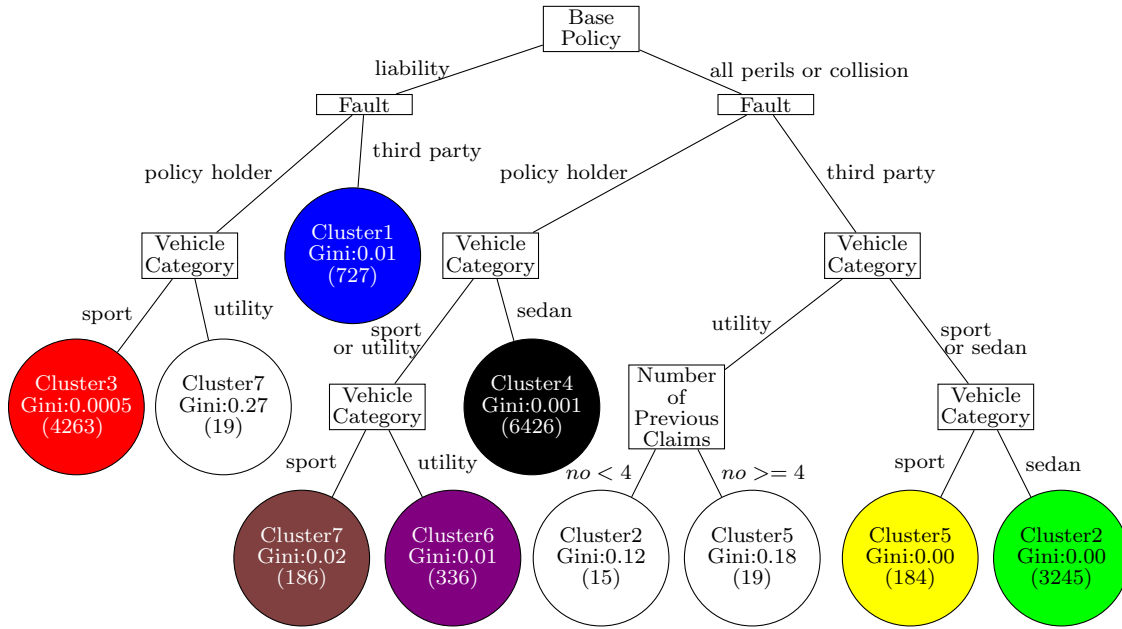 Base
Policy
liability
all perils or collision
Fault
Fault
policy holder
third party
policy holder
third party
Vehicle
Category
Cluster1
Gini:0.01
(727)
Vehicle
Category
Vehicle
Category
sport
utility
sport
or utility
sedan
utility
sport
or sedan
Cluster3
Gini:0.0005
(4263)
Cluster7
Gini:0.27
(19)
Vehicle
Category
Cluster4
Gini:0.001
(6426)
Number
of
Previous
Claims
Vehicle
Category
sport
utility
no < 4
no >= 4
sport
sedan
Cluster7
Gini:0.02
(186)
Cluster6
Gini:0.01
(336)
Cluster2
Gini:0.12
(15)
Cluster5
Gini:0.18
(19)
Cluster5
Gini:0.00
(184)
Cluster2
Gini:0.00
(3245)